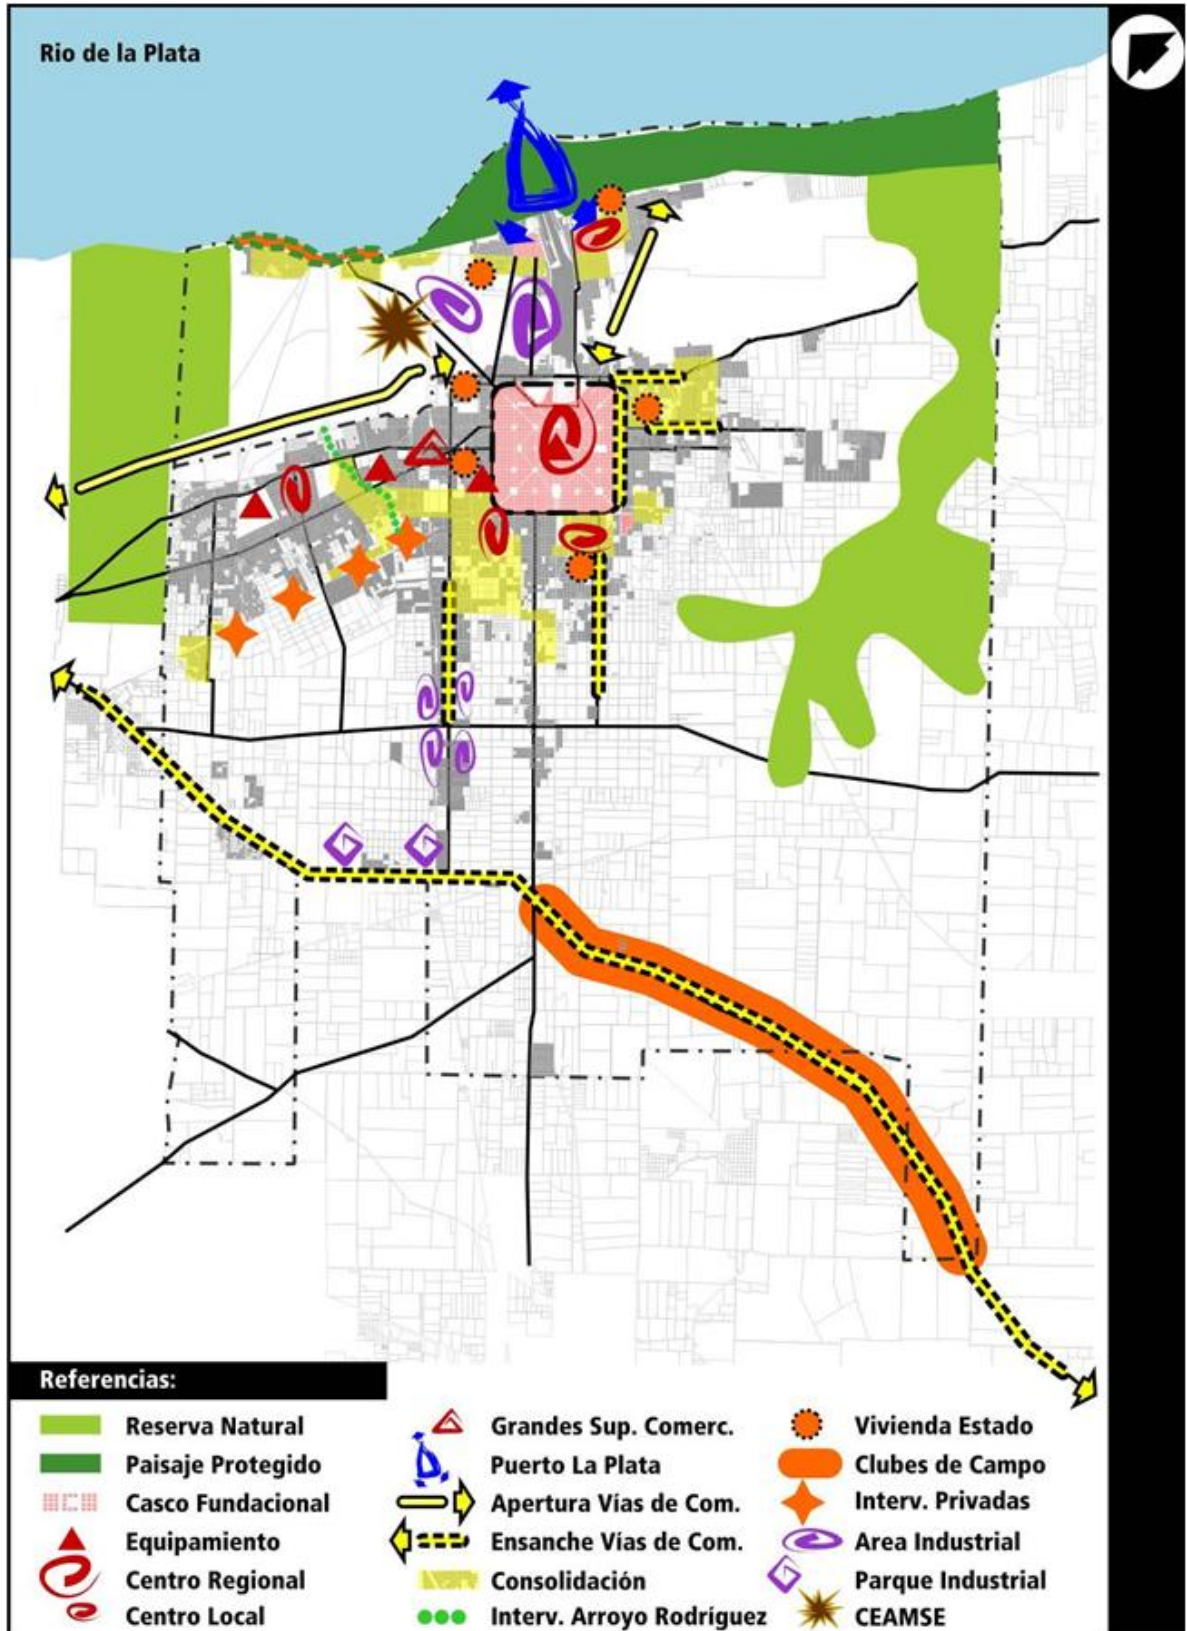 Rio de la Plata
Referencias:
Reserva Natural
Paisaje Protegido
Casco Fundacional
Equipamiento
Centro Regional
Centro Local
Grandes Sup. Comerc.
Puerto La Plata
Apertura Vías de Com.
Ensanche Vías de Com.
Consolidación
Interv. Arroyo Rodríguez
Vivienda Estado
Clubes de Campo
Interv. Privadas
Area Industrial
Parque Industrial
CEAMSE